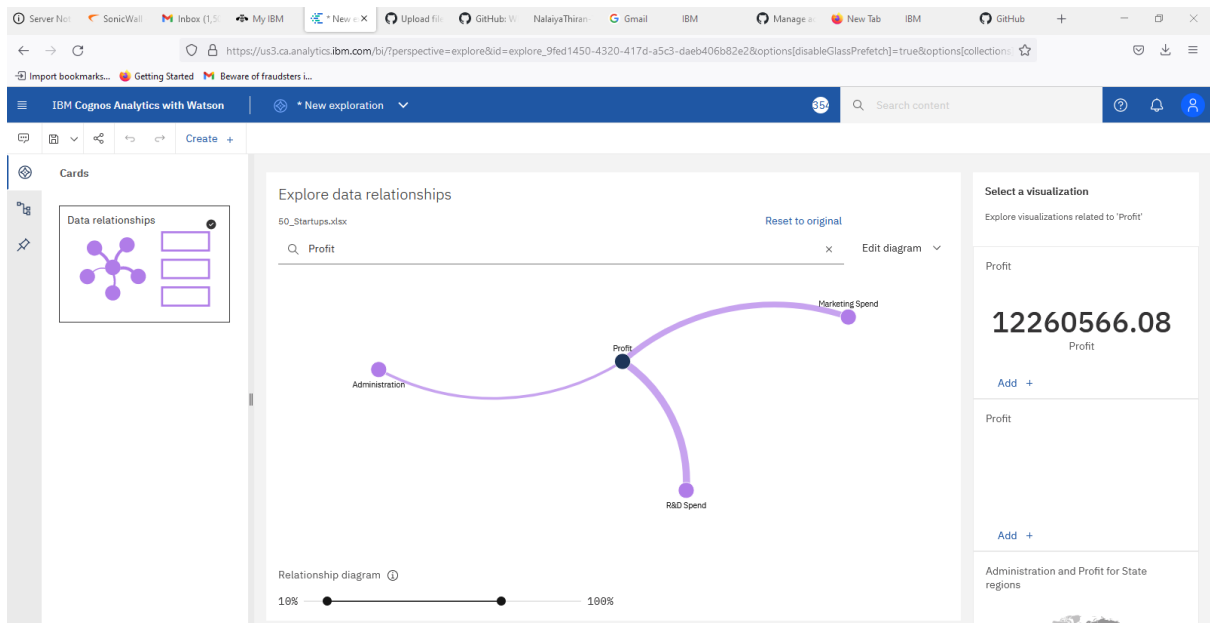 Server Not SonicWall Inbox (1,5 My IBM * New e Upload file GitHub: W NalaiyaThiran Gmail IBM Manage a New Tab IBM GitHub
https://us3.ca.analytics.ibm.com/bi/?perspective=explore&id=explore_9fed1450-4320-417d-a5c3-daeb406b82e2&options[disableGlassPrefetch]=true&options[collections
Import bookmarks... Getting Started Beware of fraudsters i...
IBM Cognos Analytics with Watson * New exploration 354 Search content
Create +
Cards
Data relationships
Explore data relationships
50_Startups.xlsx Reset to original
Profit Edit diagram
Marketing Spend
Profit
Administration
R&D Spend
Relationship diagram
10% 100%
Select a visualization
Explore visualizations related to 'Profit'
Profit
12260566.08
Profit
Add +
Profit
Add +
Administration and Profit for State
regions